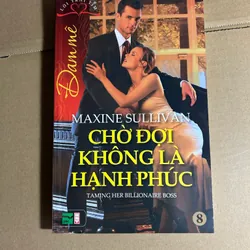 Đam mê
MAXINE SULLIVAN
CHỜ ĐỢI
KHÔNG LÀ
HẠNH PHÚC
TAMING HER BILLIONAIRE BOSS
8